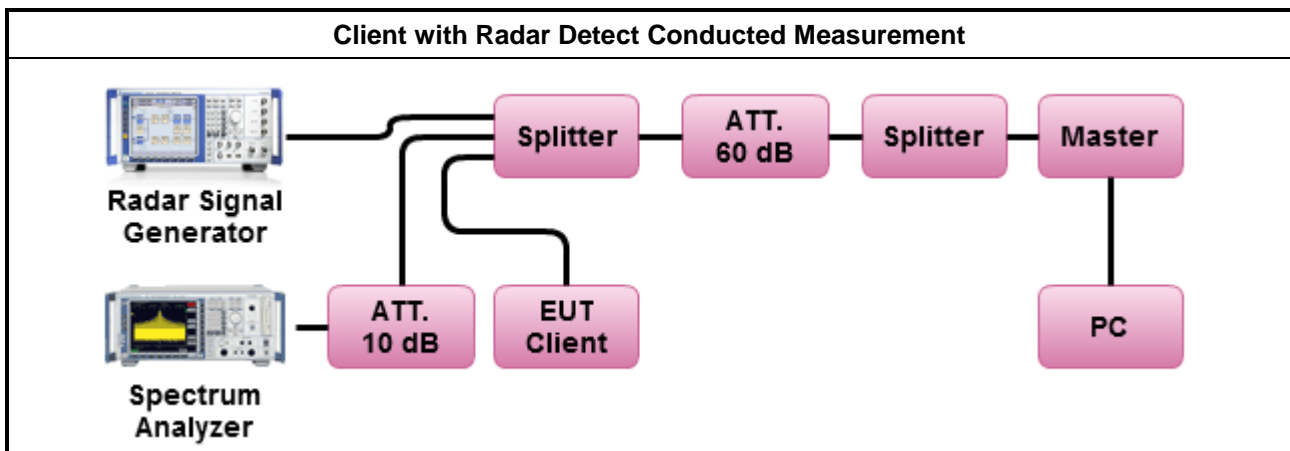 Client with Radar Detect Conducted Measurement
Radar Signal
Generator
Splitter
ATT.
60 dB
Splitter
Master
Spectrum
Analyzer
ATT.
10 dB
EUT
Client
PC